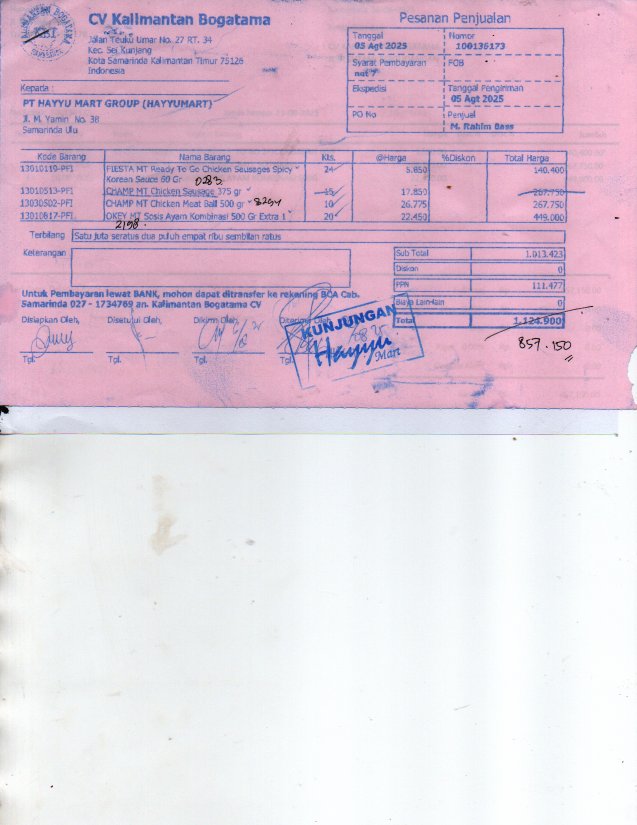 CV Kalimantan Bogatama
Jalan Teuku Umar No. 27 RT. 34
Kec. Sei Kunjang
Kota Samarinda Kalimantan Timur 75126
Indonesia
Pesanan Penjualan
Tanggal
05 Agt 2025
Nomor
100135173
Syarat Pembayaran
net 7
FOB
Ekspedisi
Tanggal Pengiriman
05 Agt 2025
PO No
Penjual
M. Rahim Bass
Kepada :
PT HAYYU MART GROUP (HAYYUMART)
Jl. M. Yamin No. 38
Samarinda Ulu
Kode Barang Nama Barang Kts. @Harga %Diskon Total Harga
13010110-PFI FIESTA MT Ready To Go Chicken Sausages Spicy 24 5.850 140.400
Korean Sauce 60 Gr 0283
13010313-PFI CHAMP MT Chicken Sausage 375 gr 15 17.850 267.750
13030502-PFI CHAMP MT Chicken Meat Ball 500 gr 8294 10 26.775 267.750
13010817-PFI OKEY MT Sosis Ayam Kombinasi 500 Gr Extra 1 20 22.450 449.000
2198
Terbilang Satu juta seratus dua puluh empat ribu sembilan ratus
Keterangan
Sub Total 1.013.423
Diskon 0
PPN 111.477
Biaya Lain-lain 0
Total 1.124.900
857.150
Untuk Pembayaran lewat BANK, mohon dapat ditransfer ke rekening BCA Cab.
Samarinda 027 - 1734769 an. Kalimantan Bogatama CV
Disiapkan Oleh, Disetujui Oleh, Dikirim Oleh,
Tgl. Tgl. Tgl. Tgl.
KUNJUNGAN
Hayyu
Mart